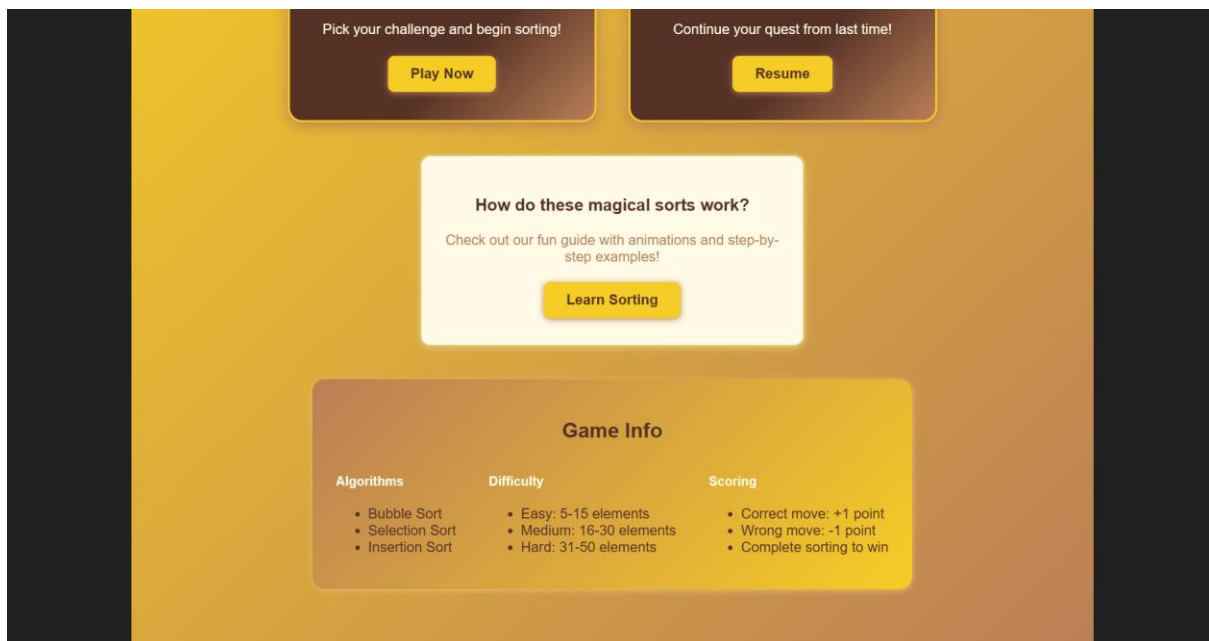 Pick your challenge and begin sorting!
Play Now
Continue your quest from last time!
Resume
How do these magical sorts work?
Check out our fun guide with animations and step-by-
step examples!
Learn Sorting
Game Info
Algorithms
Bubble Sort
Selection Sort
Insertion Sort
Difficulty
Easy: 5-15 elements
Medium: 16-30 elements
Hard: 31-50 elements
Scoring
Correct move: +1 point
Wrong move: -1 point
Complete sorting to win